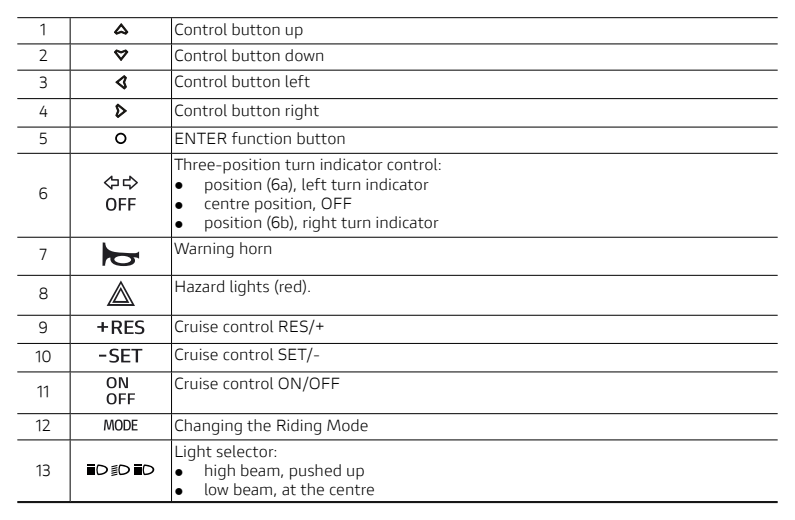 1 Control button up
2 Control button down
3 Control button left
4 Control button right
5 ENTER function button
6 OFF Three-position turn indicator control:
● position (6a), left turn indicator
● centre position, OFF
● position (6b), right turn indicator
7 Warning horn
8 Hazard lights (red).
9 +RES Cruise control RES/+
10 -SET Cruise control SET/-
11 ON OFF Cruise control ON/OFF
12 MODE Changing the Riding Mode
13 Light selector:
● high beam, pushed up
● low beam, at the centre